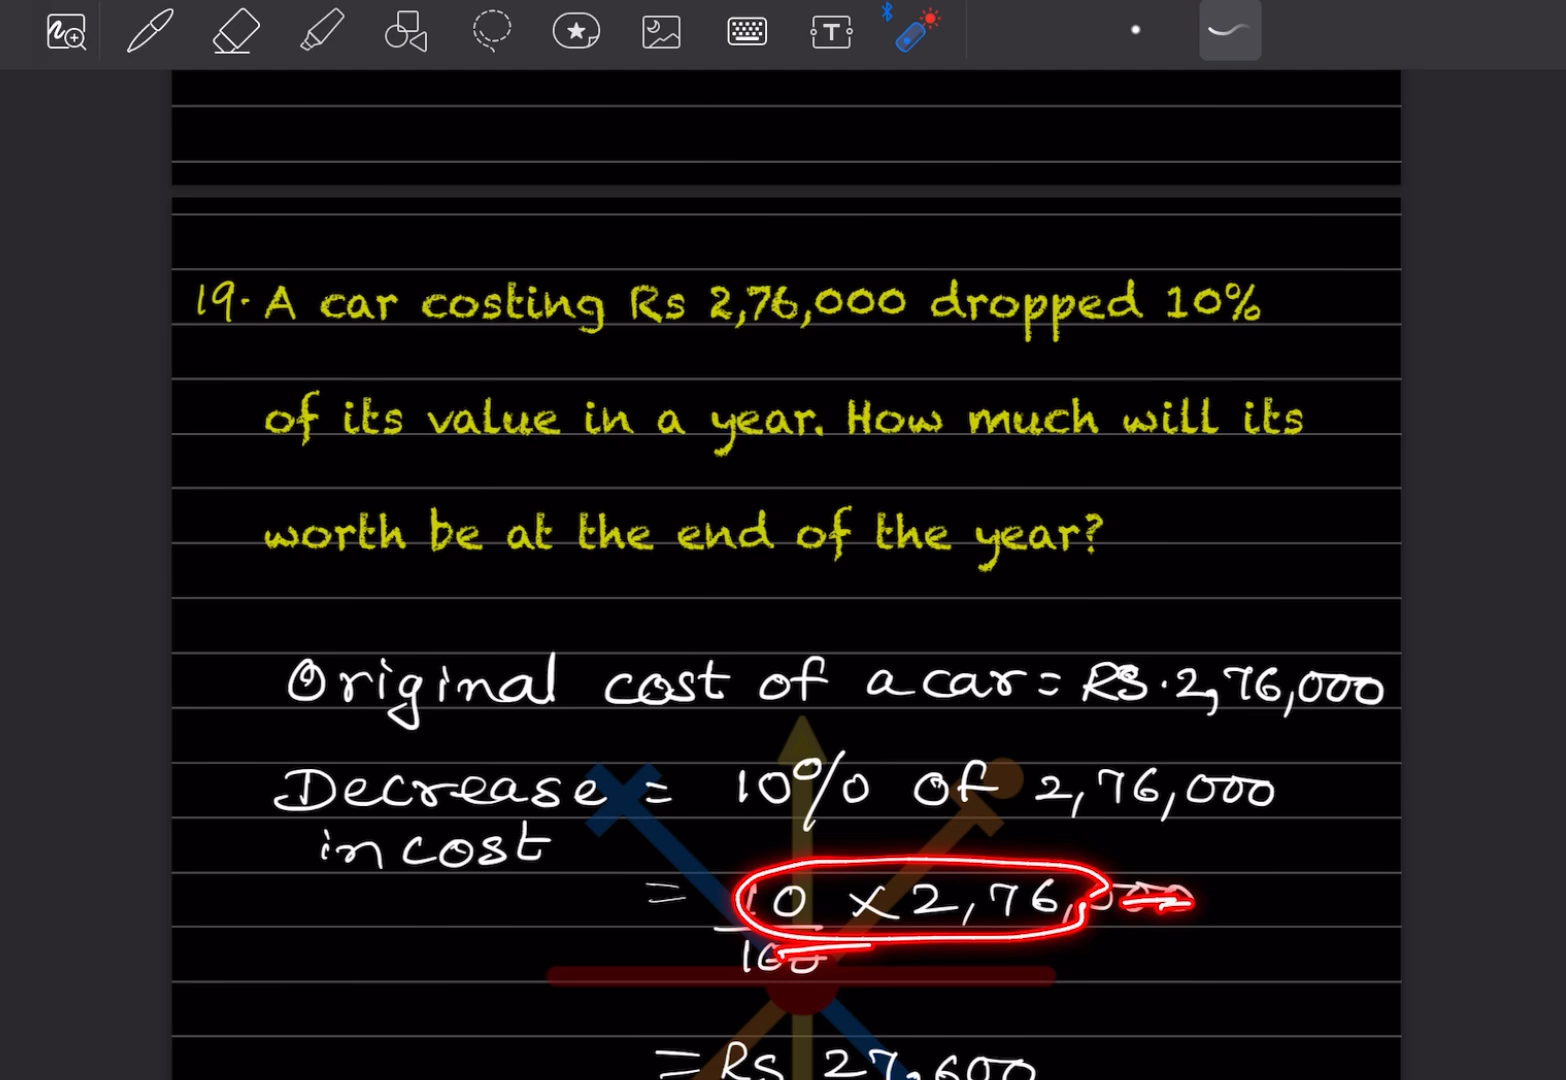 19. A car costing Rs 2,76,000 dropped 10%
of its value in a year. How much will its
worth be at the end of the year?
Original cost of a car = RS. 2,76,000
Decrease = 10% of 2,76,000
in cost
= 10 × 2,76,000
100
= Rs 27,600